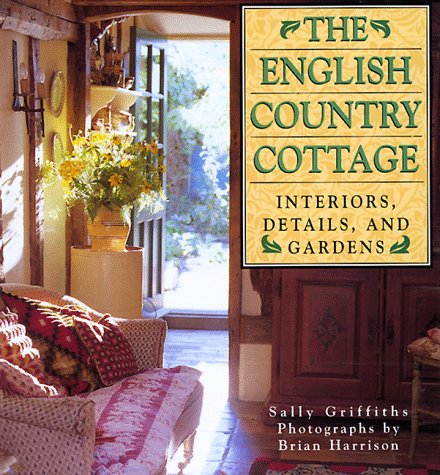 THE
ENGLISH
COUNTRY
COTTAGE
INTERIORS,
DETAILS, AND
GARDENS
Sally Griffiths
Photographs by
Brian Harrison